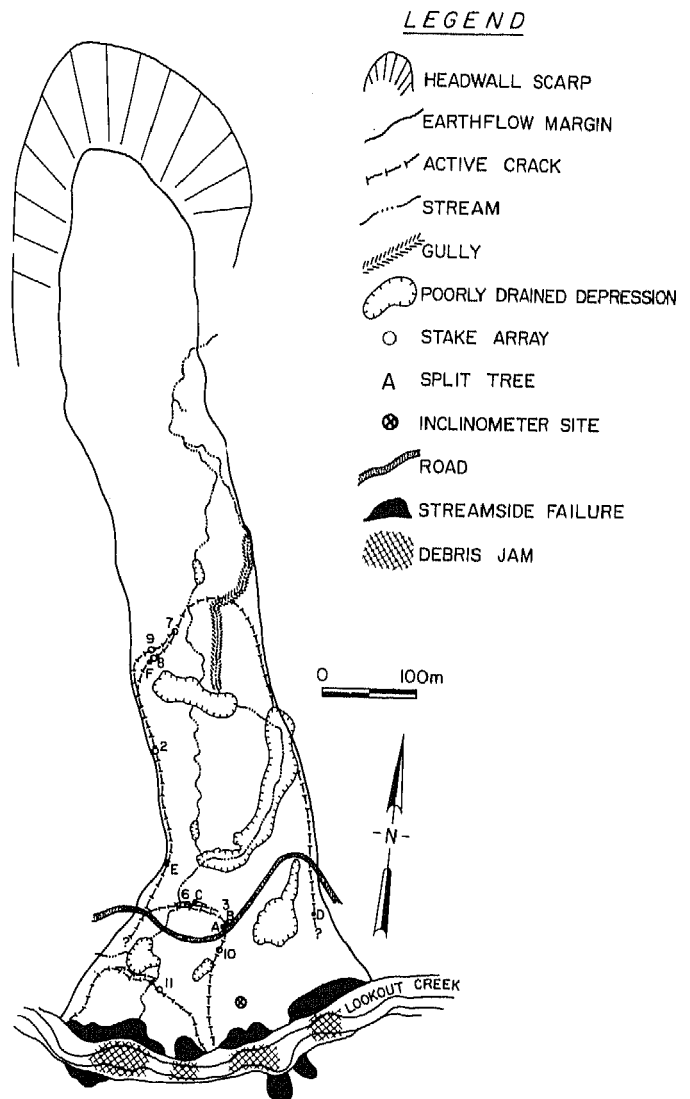 LEGEND
HEADWALL SCARP
EARTHFLOW MARGIN
ACTIVE CRACK
STREAM
GULLY
POORLY DRAINED DEPRESSION
STAKE ARRAY
A SPLIT TREE
INCLINOMETER SITE
ROAD
STREAMSIDE FAILURE
DEBRIS JAM
7
9
8
F
0 100m
2
-N-
E
6 C 3
B
A
D
?
?
10
11
LOOKOUT CREEK